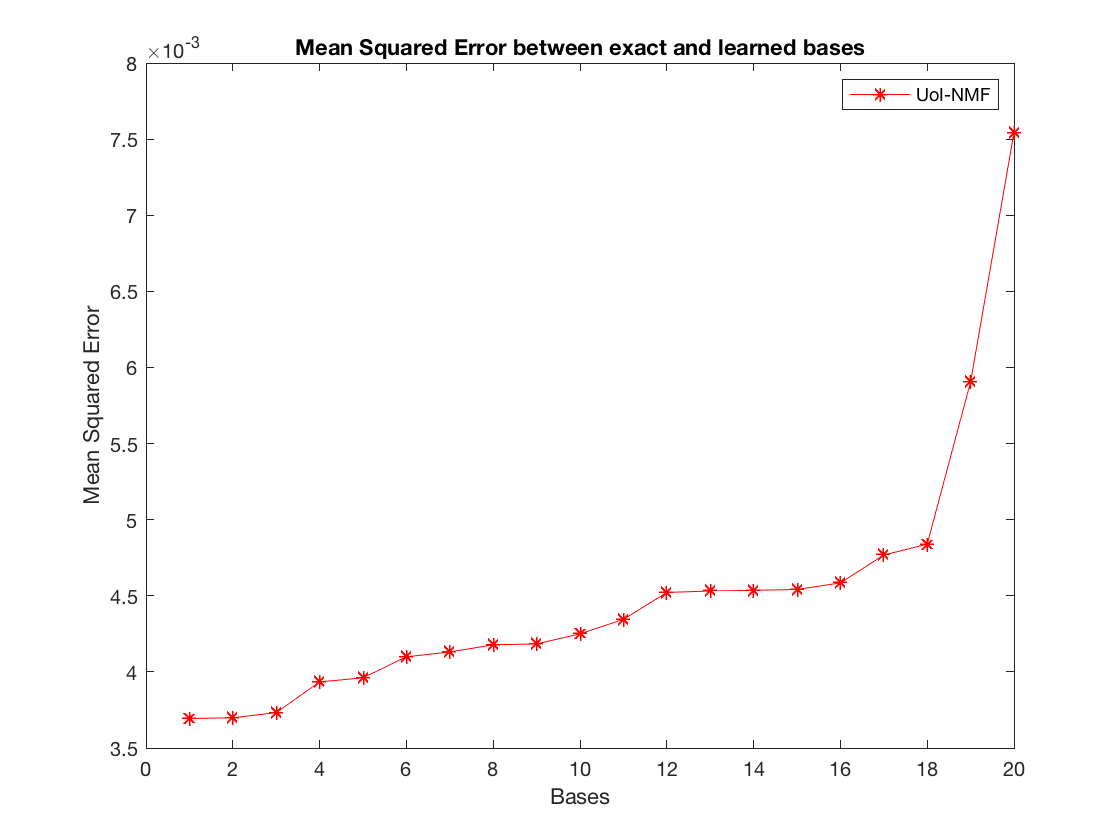 Mean Squared Error between exact and learned bases
×10-3
UoI-NMF
8
7.5
7
6.5
6
5.5
5
4.5
4
3.5
Mean Squared Error
0 2 4 6 8 10 12 14 16 18 20
Bases